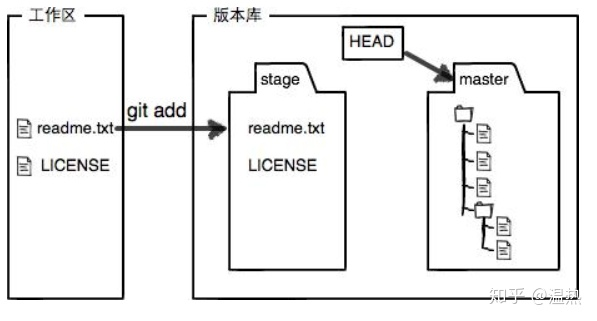 工作区
版本库
HEAD
stage
master
git add
readme.txt
readme.txt
LICENSE
LICENSE
知乎 @温热